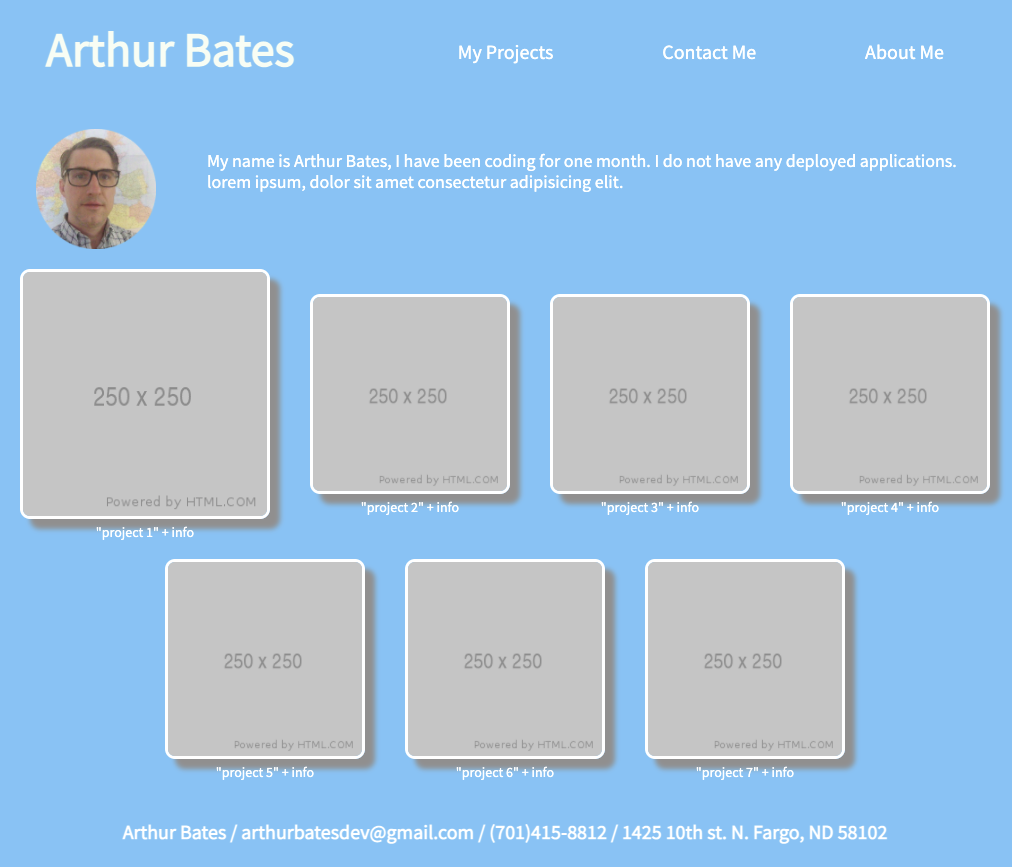 Arthur Bates
My Projects
Contact Me
About Me
My name is Arthur Bates, I have been coding for one month. I do not have any deployed applications.
lorem ipsum, dolor sit amet consectetur adipisicing elit.
250 x 250
Powered by HTML.COM
"project 1" + info
250 x 250
Powered by HTML.COM
"project 2" + info
250 x 250
Powered by HTML.COM
"project 3" + info
250 x 250
Powered by HTML.COM
"project 4" + info
250 x 250
Powered by HTML.COM
"project 5" + info
250 x 250
Powered by HTML.COM
"project 6" + info
250 x 250
Powered by HTML.COM
"project 7" + info
Arthur Bates / arthurbatesdev@gmail.com / (701)415-8812 / 1425 10th st. N. Fargo, ND 58102